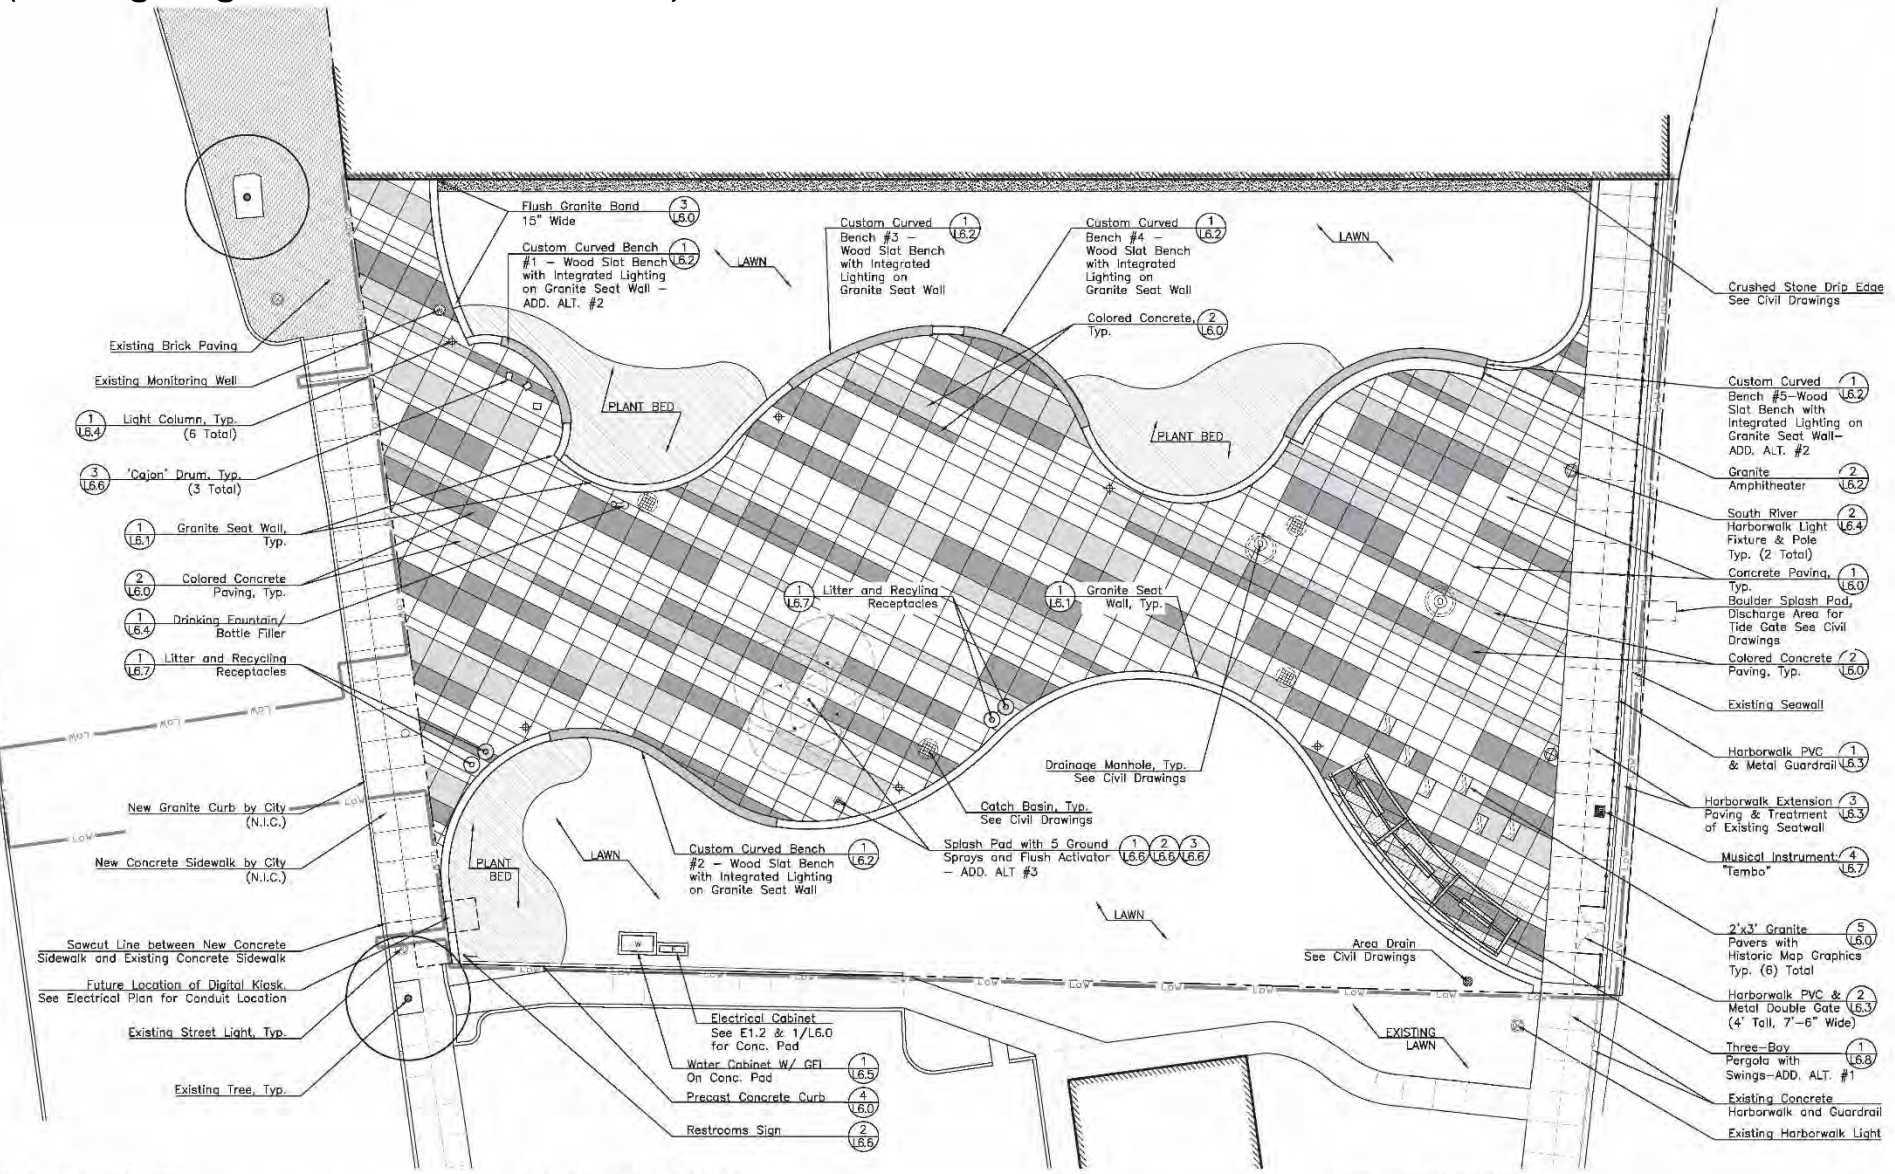 Flush Granite Band 3
15" Wide L6.0
Custom Curved Bench 1
#1 – Wood Slat Bench L6.2
with Integrated Lighting
on Granite Seat Wall –
ADD. ALT. #2
LAWN
Custom Curved 1
Bench #3 – L6.2
Wood Slat Bench
with Integrated
Lighting on
Granite Seat Wall
Custom Curved 1
Bench #4 – L6.2
Wood Slat Bench
with Integrated
Lighting on
Granite Seat Wall
Colored Concrete, 2
Typ. L6.0
LAWN
PLANT BED
PLANT BED
Existing Brick Paving
Existing Monitoring Well
1 Light Column, Typ.
L6.4 (6 Total)
3 'Cajon' Drum, Typ.
L6.6 (3 Total)
1 Granite Seat Wall,
L6.1 Typ.
2 Colored Concrete
L6.0 Paving, Typ.
1 Drinking Fountain/
L6.4 Bottle Filler
1 Litter and Recycling
L6.7 Receptacles
LOW LOW LOW
New Granite Curb by City
(N.I.C.)
LOW
LOW
New Concrete Sidewalk by City
(N.I.C.)
Sawcut Line between New Concrete
Sidewalk and Existing Concrete Sidewalk
Future Location of Digital Kiosk.
See Electrical Plan for Conduit Location
Existing Street Light, Typ.
Existing Tree, Typ.
1 Litter and Recyling
L6.7 Receptacles
1 Granite Seat
L6.1 Wall, Typ.
Drainage Manhole, Typ.
See Civil Drawings
Catch Basin, Typ.
See Civil Drawings
PLANT
BED
LAWN
Custom Curved Bench 1
#2 – Wood Slat Bench L6.2
with Integrated Lighting
on Granite Seat Wall
Splash Pad with 5 Ground 1 2 3
Sprays and Flush Activator L6.6 L6.6 L6.6
– ADD. ALT #3
LAWN
Area Drain
See Civil Drawings
W
LOW LOW LOW LOW LOW LOW LOW LOW
Electrical Cabinet
See E1.2 & 1/L6.0
for Conc. Pad
Water Cabinet W/ GFI 1
On Conc. Pad L6.5
Precast Concrete Curb 4
L6.0
Restrooms Sign 2
L6.6
EXISTING
LAWN
Crushed Stone Drip Edge
See Civil Drawings
Custom Curved 1
Bench #5–Wood L6.2
Slat Bench with
Integrated Lighting on
Granite Seat Wall–
ADD. ALT. #2
Granite 2
Amphitheater L6.2
South River 2
Harborwalk Light L6.4
Fixture & Pole
Typ. (2 Total)
Concrete Paving, 1
Typ. L6.0
Boulder Splash Pad,
Discharge Area for
Tide Gate See Civil
Drawings
Colored Concrete 2
Paving, Typ. L6.0
Existing Seawall
Harborwalk PVC 1
& Metal Guardrail L6.3
Harborwalk Extension 3
Paving & Treatment L6.3
of Existing Seatwall
Musical Instrument: 4
"Tembo" L6.7
2'x3' Granite 5
Pavers with L6.0
Historic Map Graphics
Typ. (6) Total
Harborwalk PVC & 2
Metal Double Gate L6.3
(4' Tall, 7'–6" Wide)
Three–Bay 1
Pergola with L6.8
Swings–ADD. ALT. #1
Existing Concrete
Harborwalk and Guardrail
Existing Harborwalk Light